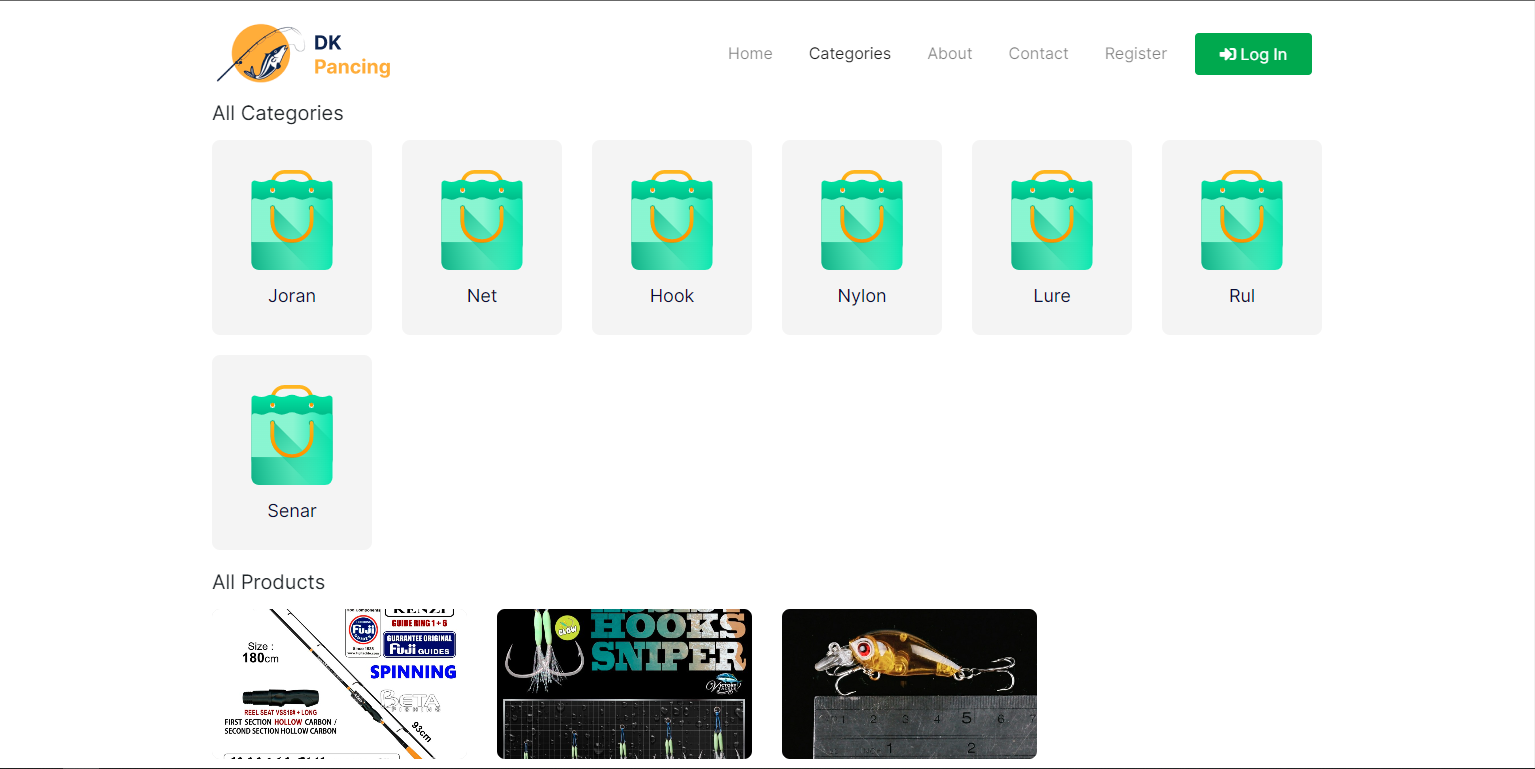 DK
Pancing
Home
Categories
About
Contact
Register
Log In
All Categories
Joran
Net
Hook
Nylon
Lure
Rul
Senar
All Products
Size :
180cm
GUIDE RING 1 + 6
Fuji
GUARANTEE ORIGINAL
Fuji GUIDES
SPINNING
BETA
REEL SEAT VSS16A + LONG
FIRST SECTION HOLLOW CARBON /
SECOND SECTION HOLLOW CARBON
93cm
GLOW
HOOKS
SNIPER
VICTORY
1 2 3 4 5 6 7
1 2